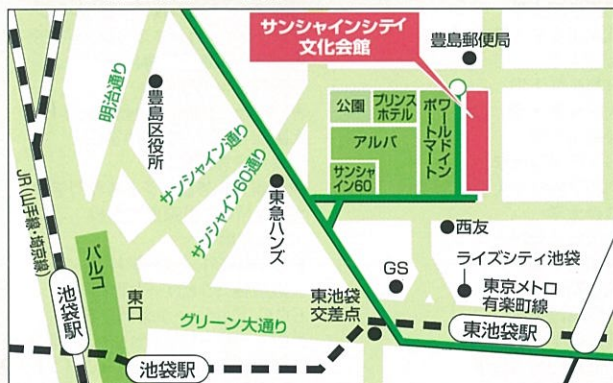 サンシャインシティ
文化会館
豊島郵便局
明治通り
豊島区役所
サンシャイン通り
サンシャイン60通り
公園
プリンス
ホテル
ワールドイン
ポートマート
アルパ
サンシャ
イン60
東急ハンズ
西友
JR(山手線・埼京線)
パルコ
東口
池袋駅
GS
ライズシティ池袋
東池袋
交差点
東京メトロ
有楽町線
グリーン大通り
東池袋駅
池袋駅